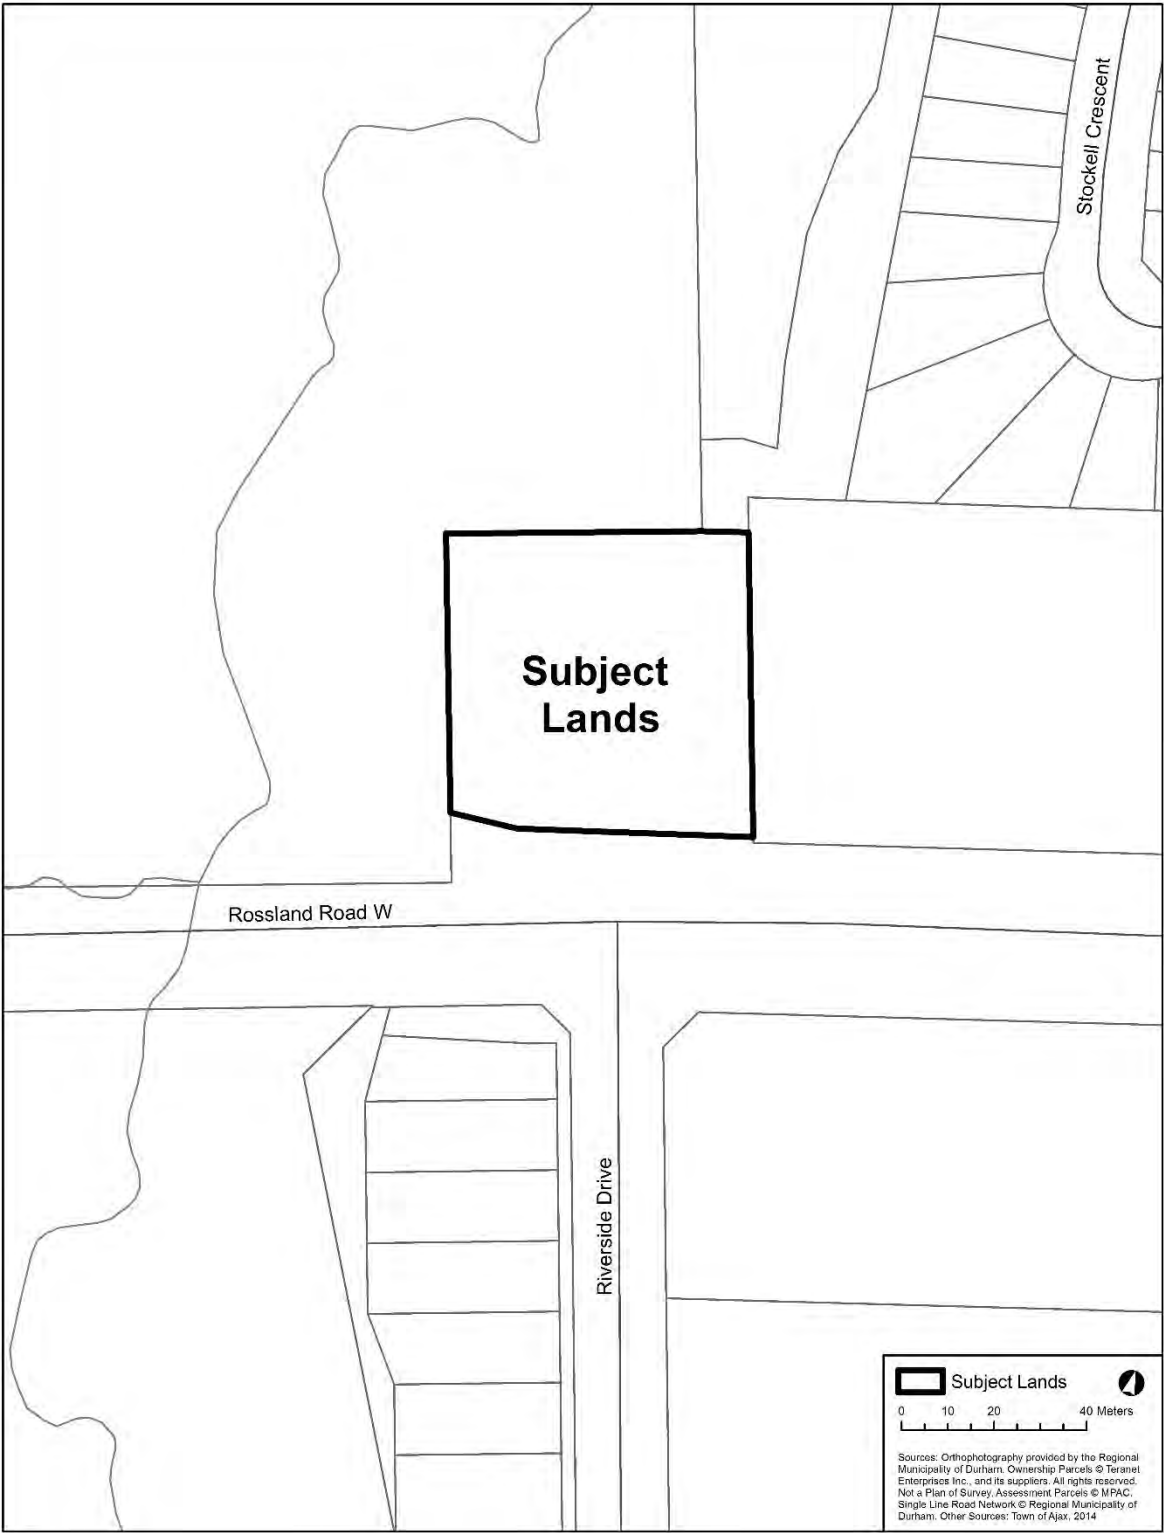 Stockell Crescent
Subject
Lands
Rossland Road W
Riverside Drive
Subject Lands
0 10 20 40 Meters
Sources: Orthophotography provided by the Regional
Municipality of Durham. Ownership Parcels © Teranet
Enterprises Inc., and its suppliers. All rights reserved.
Not a Plan of Survey. Assessment Parcels © MPAC.
Single Line Road Network © Regional Municipality of
Durham. Other Sources: Town of Ajax, 2014